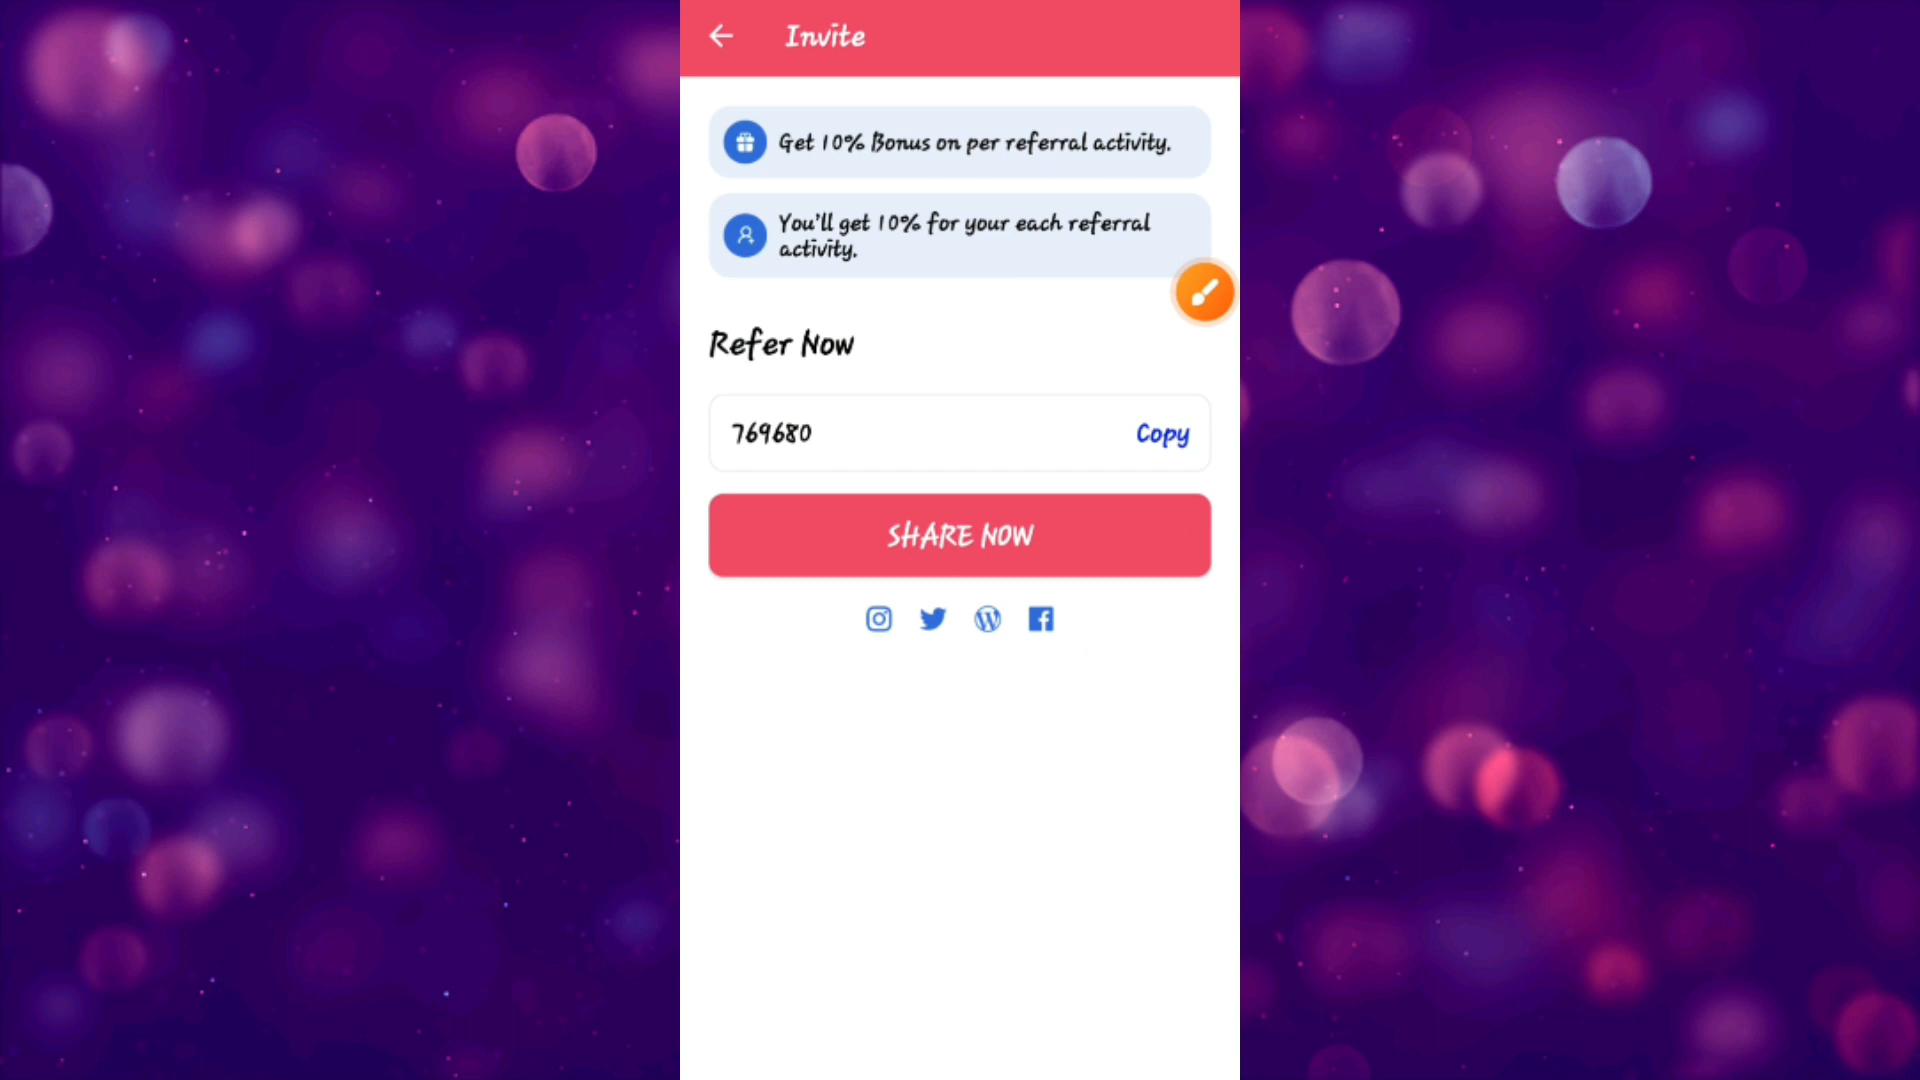 Invite
Get 10% Bonus on per referral activity.
You'll get 10% for your each referral
activity.
Refer Now
769680
Copy
SHARE NOW